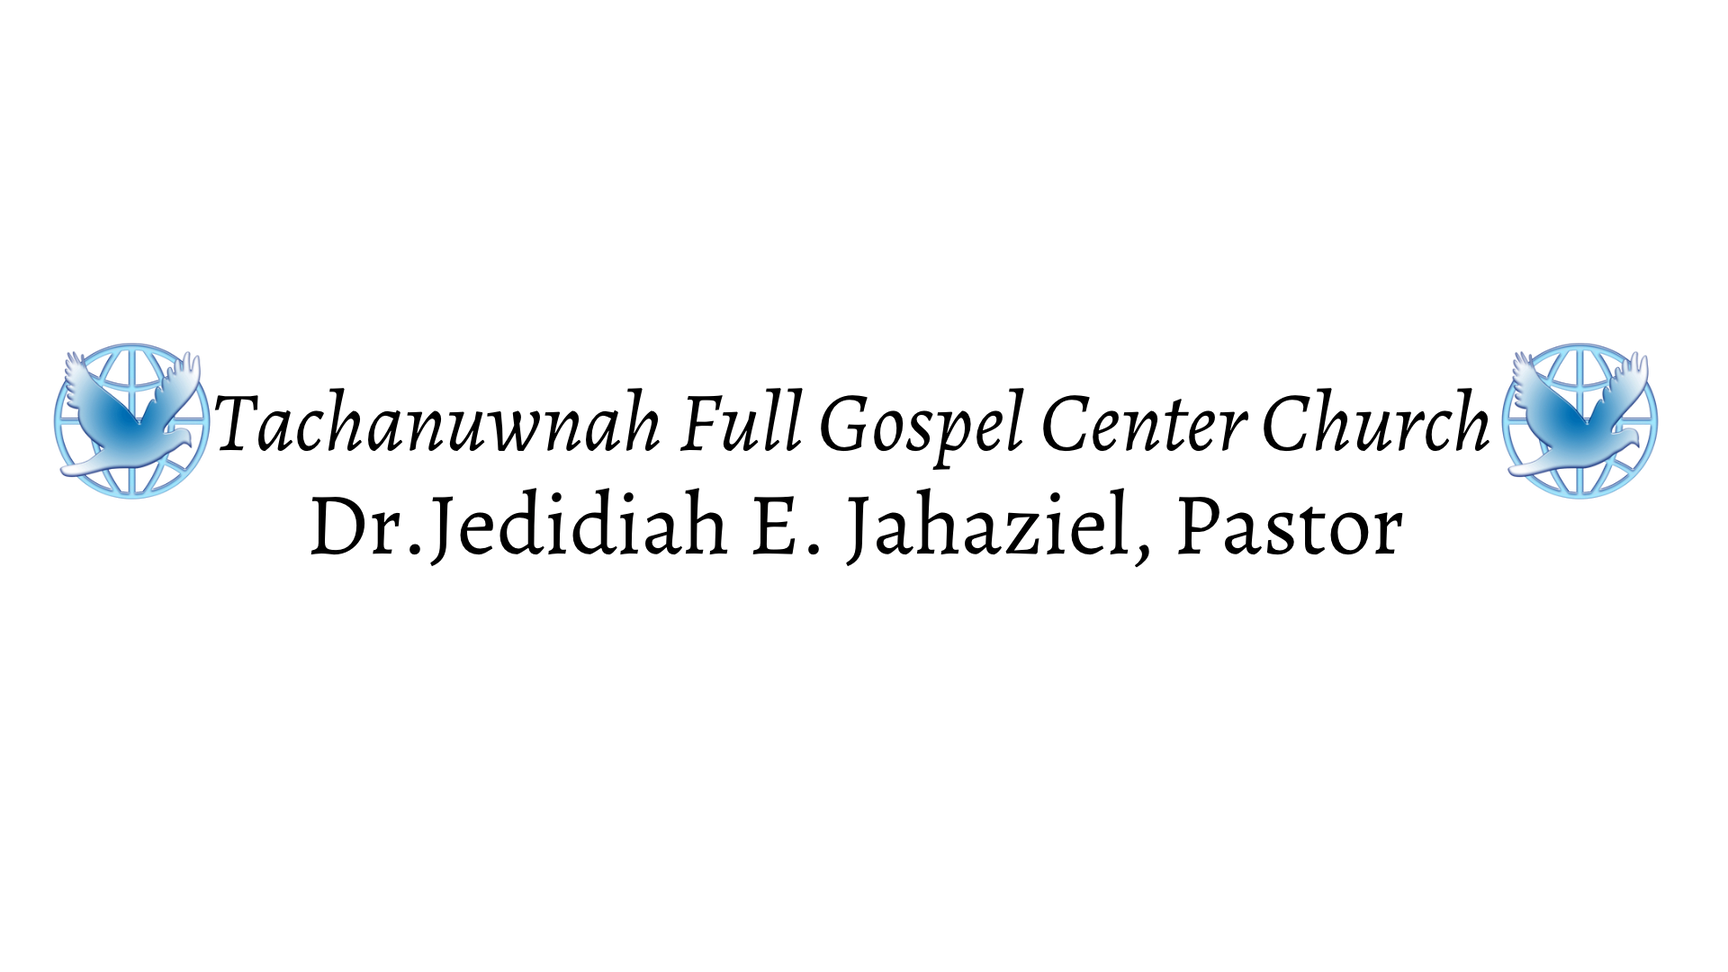 Tachanuwnah Full Gospel Center Church
Dr.Jedidiah E. Jahaziel, Pastor